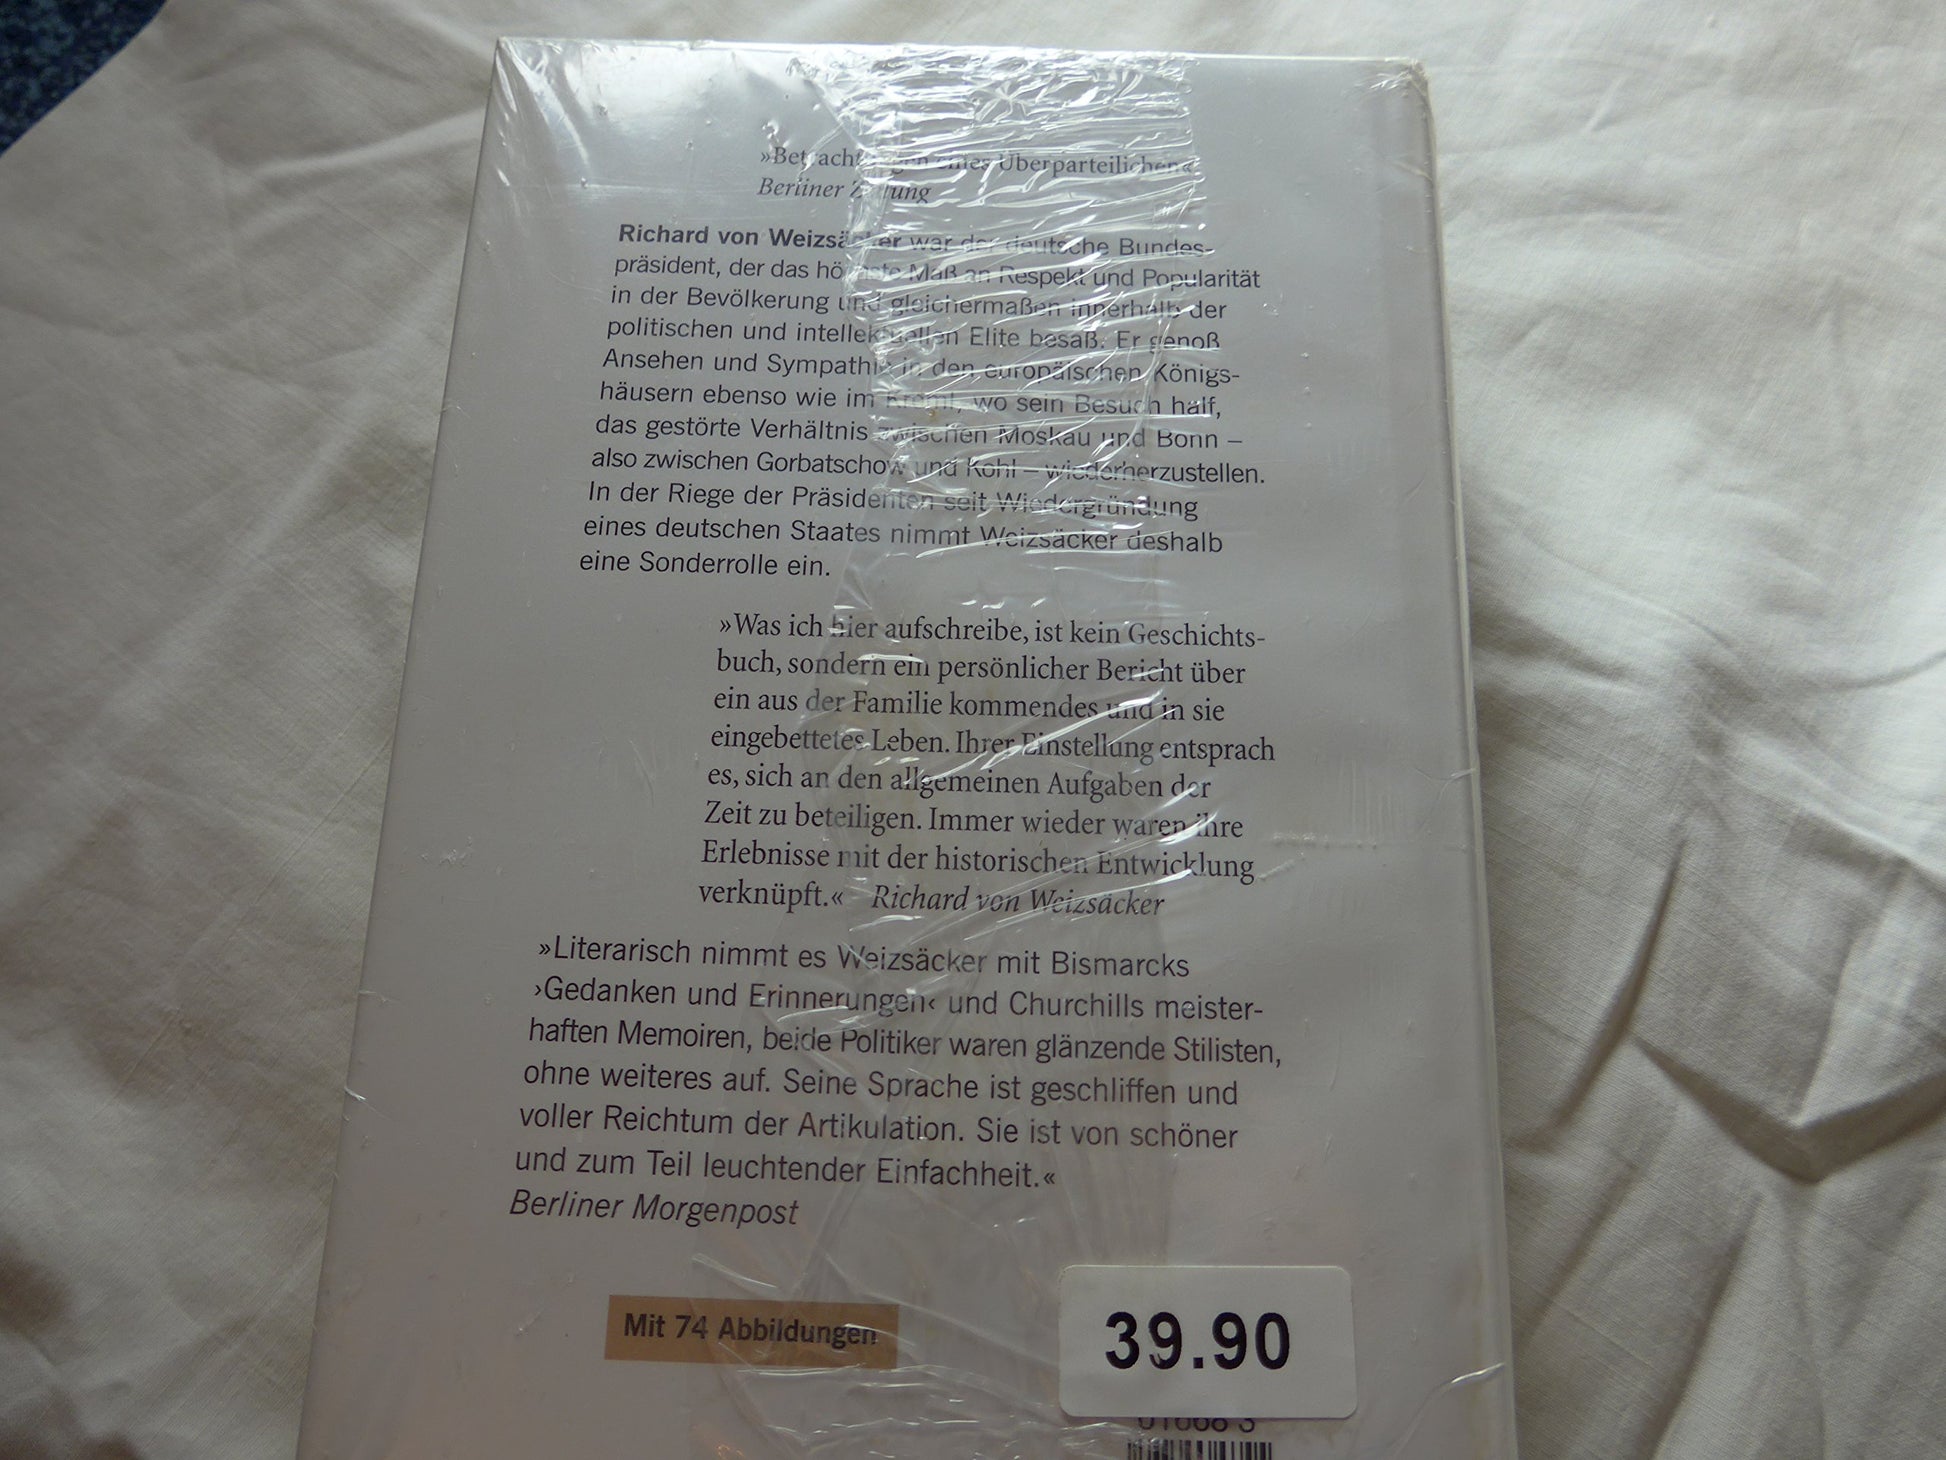 »Betrachtungen eines Überparteilichen«
Berliner Zeitung
Richard von Weizsäcker war der deutsche Bundes-
präsident, der das höchste Maß an Respekt und Popularität
in der Bevölkerung und gleichermaßen innerhalb der
politischen und intellektuellen Elite besaß. Er genoß
Ansehen und Sympathie in den europäischen Königs-
häusern ebenso wie im Kreml, wo sein Besuch half,
das gestörte Verhältnis zwischen Moskau und Bonn –
also zwischen Gorbatschow und Kohl – wiederherzustellen.
In der Riege der Präsidenten seit Wiedergründung
eines deutschen Staates nimmt Weizsäcker deshalb
eine Sonderrolle ein.
»Was ich hier aufschreibe, ist kein Geschichts-
buch, sondern ein persönlicher Bericht über
ein aus der Familie kommendes und in sie
eingebettetes Leben. Ihrer Einstellung entsprach
es, sich an den allgemeinen Aufgaben der
Zeit zu beteiligen. Immer wieder waren ihre
Erlebnisse mit der historischen Entwicklung
verknüpft.« Richard von Weizsäcker
»Literarisch nimmt es Weizsäcker mit Bismarcks
›Gedanken und Erinnerungen‹ und Churchills meister-
haften Memoiren, beide Politiker waren glänzende Stilisten,
ohne weiteres auf. Seine Sprache ist geschliffen und
voller Reichtum der Artikulation. Sie ist von schöner
und zum Teil leuchtender Einfachheit.«
Berliner Morgenpost
Mit 74 Abbildungen
39.90